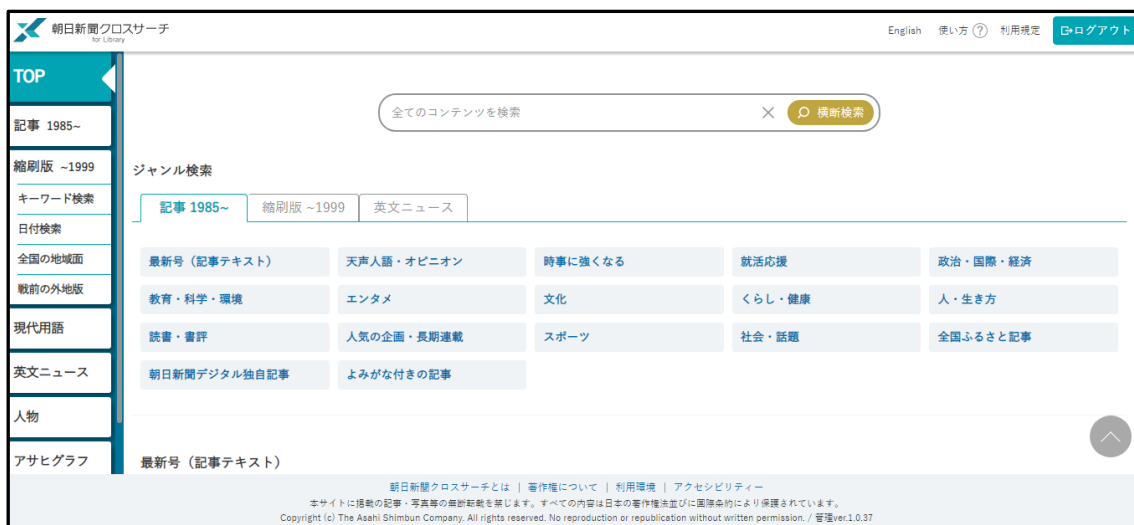 朝日新聞クロスサーチ
for Library
English 使い方 ? 利用規定 ログアウト
TOP
記事 1985~
縮刷版 ~1999
キーワード検索
日付検索
全国の地域面
戦前の外地版
現代用語
英文ニュース
人物
アサヒグラフ
全てのコンテンツを検索 横断検索
ジャンル検索
記事 1985~ 縮刷版 ~1999 英文ニュース
最新号（記事テキスト） 天声人語・オピニオン 時事に強くなる 就活応援 政治・国際・経済
教育・科学・環境 エンタメ 文化 くらし・健康 人・生き方
読書・書評 人気の企画・長期連載 スポーツ 社会・話題 全国ふるさと記事
朝日新聞デジタル独自記事 よみがな付きの記事
最新号（記事テキスト）
朝日新聞クロスサーチとは | 著作権について | 利用環境 | アクセシビリティー
本サイトに掲載の記事・写真等の無断転載を禁じます。すべての内容は日本の著作権法並びに国際条約により保護されています。
Copyright (c) The Asahi Shimbun Company. All rights reserved. No reproduction or republication without written permission. / 管理ver.1.0.37